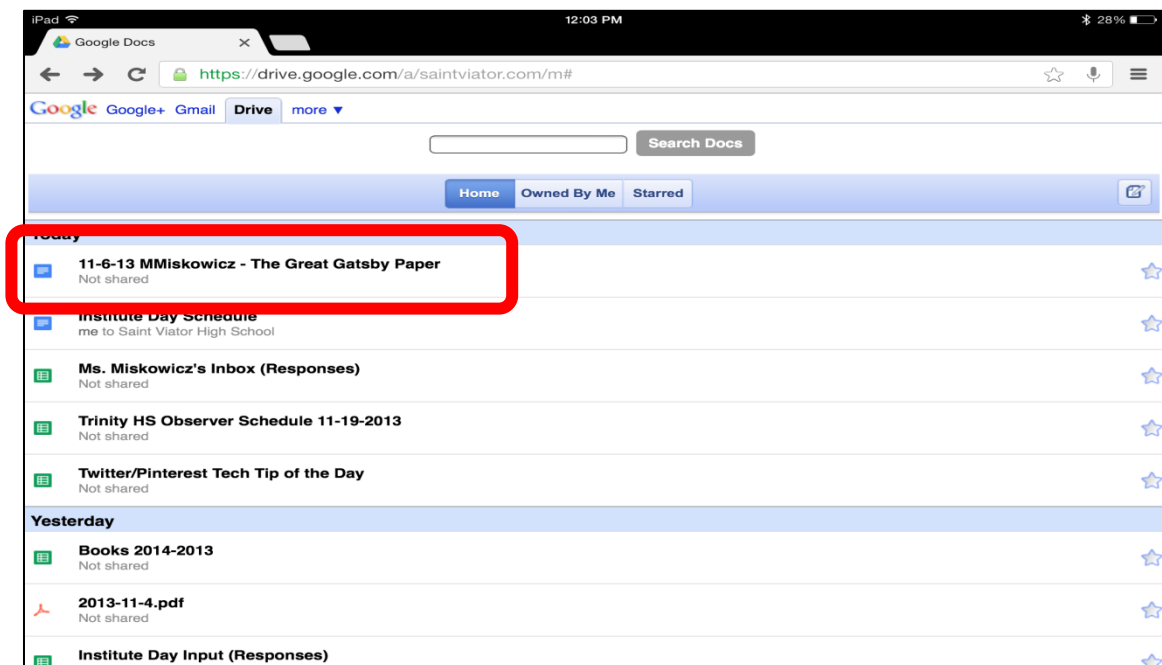 iPad 12:03 PM 28%
Google Docs
https://drive.google.com/a/saintviator.com/m#
Google Google+ Gmail Drive more ▼
Search Docs
Home Owned By Me Starred
Today
11-6-13 MMiskowicz - The Great Gatsby Paper
Not shared
Institute Day Schedule
me to Saint Viator High School
Ms. Miskowicz's Inbox (Responses)
Not shared
Trinity HS Observer Schedule 11-19-2013
Not shared
Twitter/Pinterest Tech Tip of the Day
Not shared
Yesterday
Books 2014-2013
Not shared
2013-11-4.pdf
Not shared
Institute Day Input (Responses)